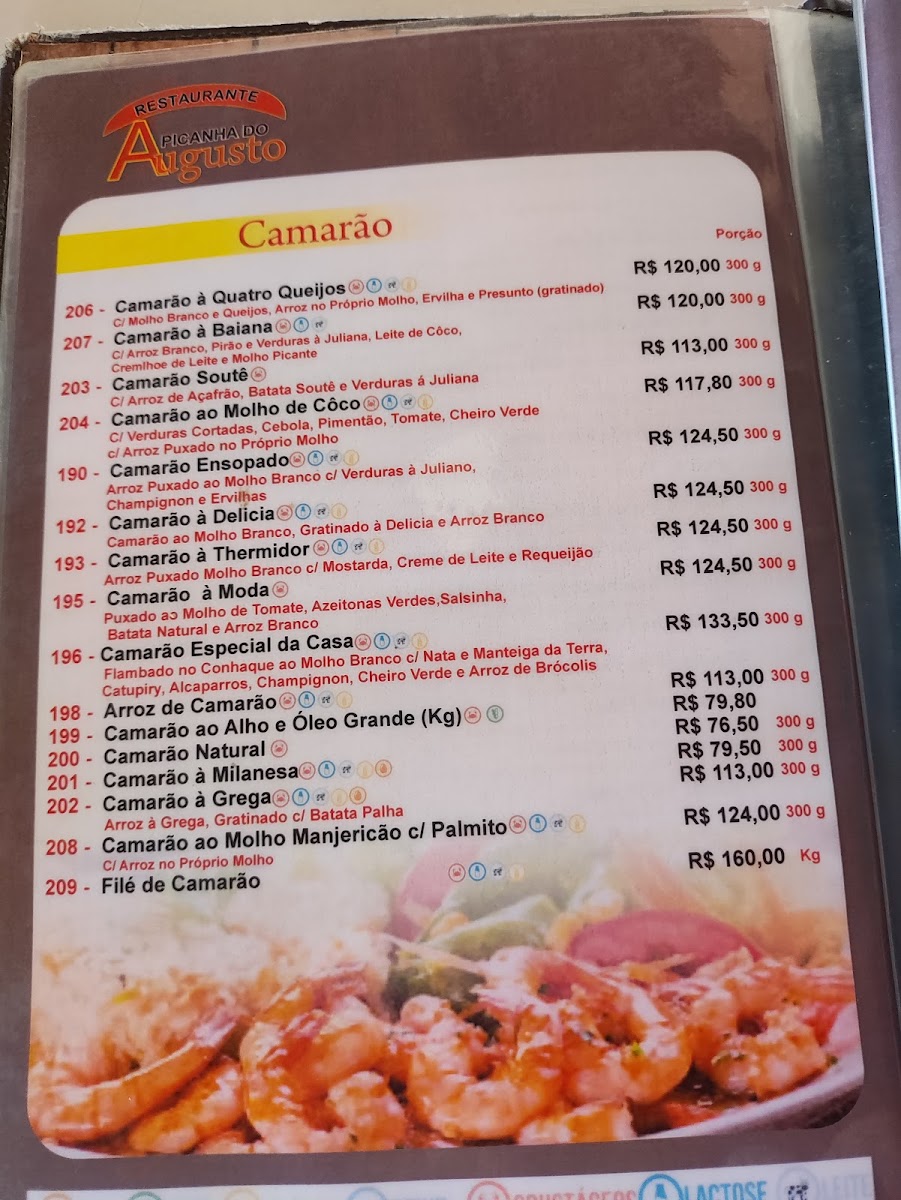 RESTAURANTE
PICANHA DO
Augusto
Camarão
Porção
206 - Camarão à Quatro Queijos R$ 120,00 300 g
C/ Molho Branco e Queijos, Arroz no Próprio Molho, Ervilha e Presunto (gratinado)
207 - Camarão à Baiana R$ 120,00 300 g
C/ Arroz Branco, Pirão e Verduras à Juliana, Leite de Côco,
Cremlhoe de Leite e Molho Picante
203 - Camarão Soutê R$ 113,00 300 g
C/ Arroz de Açafrão, Batata Soutê e Verduras á Juliana
204 - Camarão ao Molho de Côco R$ 117,80 300 g
C/ Verduras Cortadas, Cebola, Pimentão, Tomate, Cheiro Verde
c/ Arroz Puxado no Próprio Molho
190 - Camarão Ensopado R$ 124,50 300 g
Arroz Puxado ao Molho Branco c/ Verduras à Juliano,
Champignon e Ervilhas
192 - Camarão à Delicia R$ 124,50 300 g
Camarão ao Molho Branco, Gratinado à Delicia e Arroz Branco
193 - Camarão à Thermidor R$ 124,50 300 g
Arroz Puxado Molho Branco c/ Mostarda, Creme de Leite e Requeijão
195 - Camarão à Moda R$ 124,50 300 g
Puxado ao Molho de Tomate, Azeitonas Verdes,Salsinha,
Batata Natural e Arroz Branco
196 - Camarão Especial da Casa R$ 133,50 300 g
Flambado no Conhaque ao Molho Branco c/ Nata e Manteiga da Terra,
Catupiry, Alcaparros, Champignon, Cheiro Verde e Arroz de Brócolis
198 - Arroz de Camarão R$ 113,00 300 g
199 - Camarão ao Alho e Óleo Grande (Kg) R$ 79,80
200 - Camarão Natural R$ 76,50 300 g
201 - Camarão à Milanesa R$ 79,50 300 g
202 - Camarão à Grega R$ 113,00 300 g
Arroz à Grega, Gratinado c/ Batata Palha
208 - Camarão ao Molho Manjericão c/ Palmito R$ 124,00 300 g
C/ Arroz no Próprio Molho
209 - Filé de Camarão R$ 160,00 Kg
CRUSTÁCEOS LACTOSE LEITE